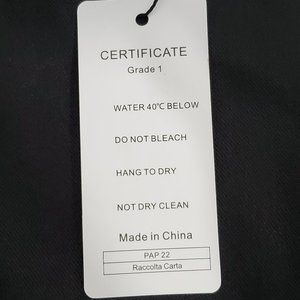 CERTIFICATE
Grade 1
WATER 40℃ BELOW
DO NOT BLEACH
HANG TO DRY
NOT DRY CLEAN
Made in China
PAP 22
Raccolta Carta